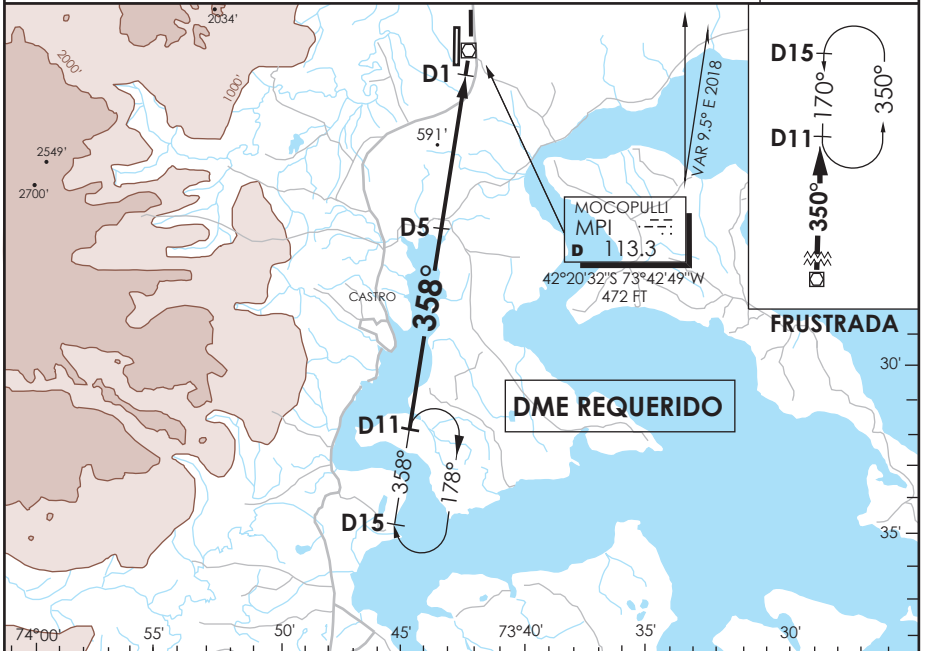 2034'
2000'
1000'
2549'
2700'
D1
591'
D5
CASTRO
358°
D11
358°
178°
D15
MOCOPULLI
MPI
D 113.3
42°20'32"S 73°42'49"W
472 FT
VAR 9.5° E 2018
D15
170°
350°
D11
350°
FRUSTRADA
DME REQUERIDO
30'
35'
74°00'
55'
50'
45'
73°40'
35'
30'